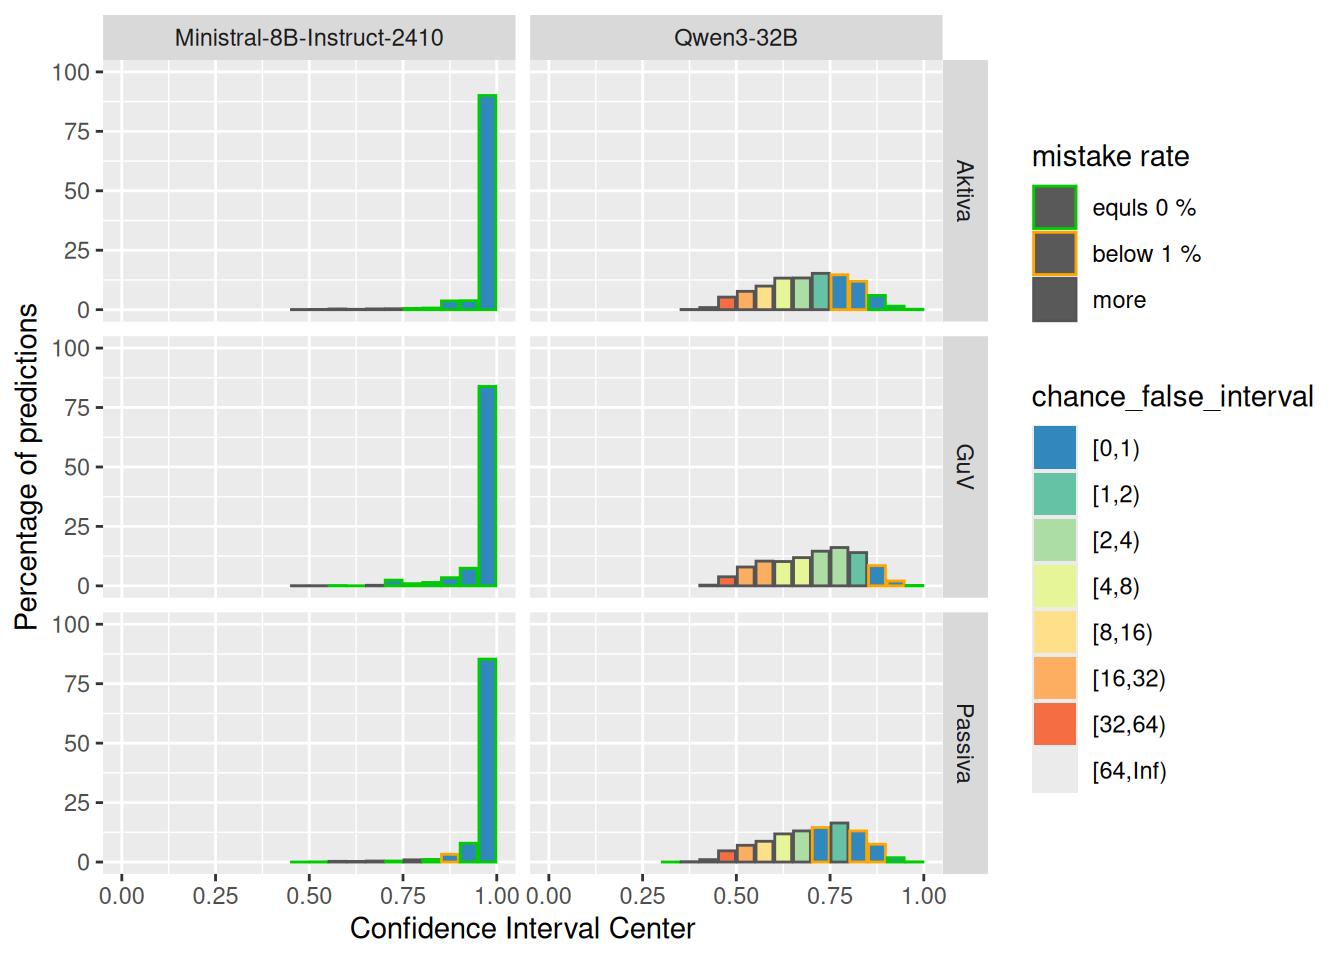 Ministral-8B-Instruct-2410
Qwen3-32B
100
75
50
25
0
Aktiva
100
75
50
25
0
GuV
100
75
50
25
0
Passiva
0.00 0.25 0.50 0.75 1.00
0.00 0.25 0.50 0.75 1.00
Confidence Interval Center
Percentage of predictions
mistake rate
equls 0 %
below 1 %
more
chance_false_interval
[0,1)
[1,2)
[2,4)
[4,8)
[8,16)
[16,32)
[32,64)
[64,Inf)